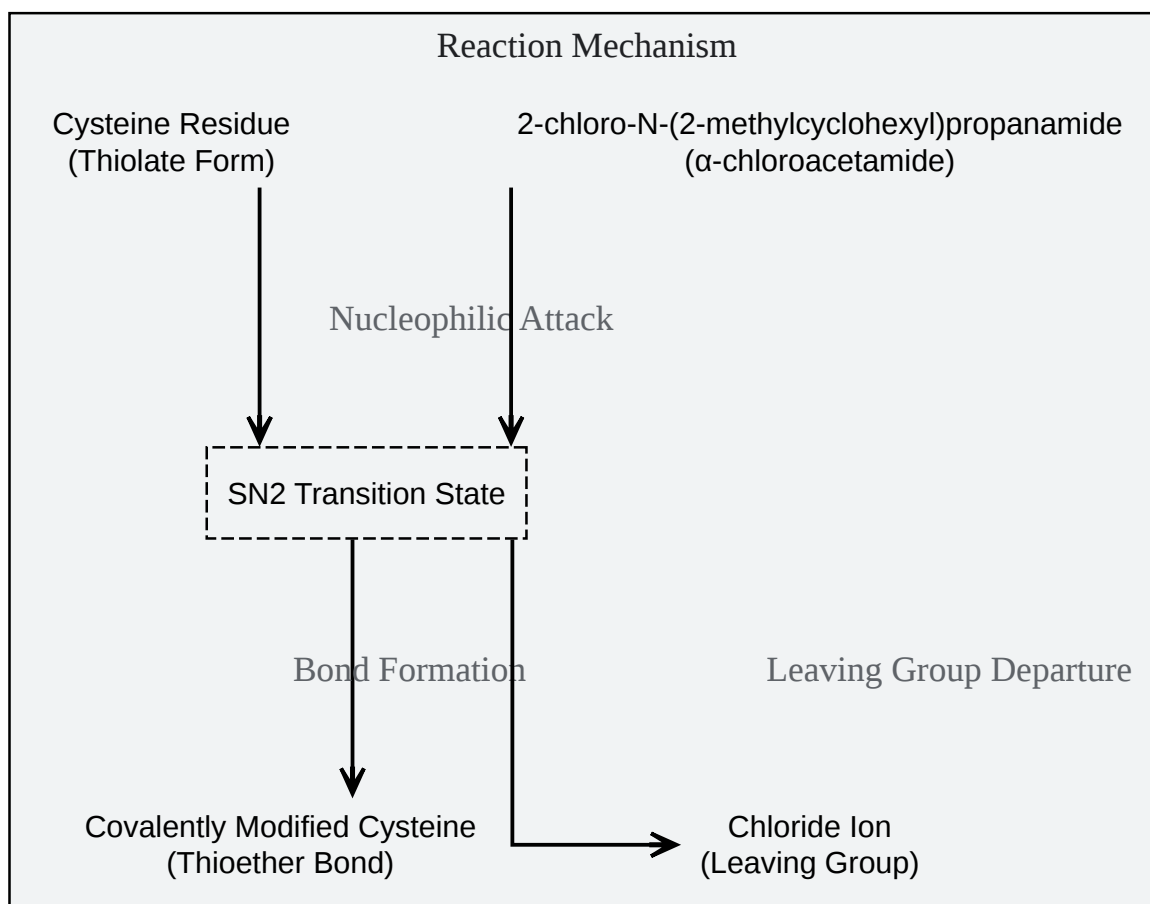 Reaction Mechanism
Cysteine Residue
(Thiolate Form)
2-chloro-N-(2-methylcyclohexyl)propanamide
(α-chloroacetamide)
Nucleophilic Attack
SN2 Transition State
Bond Formation
Leaving Group Departure
Covalently Modified Cysteine
(Thioether Bond)
Chloride Ion
(Leaving Group)